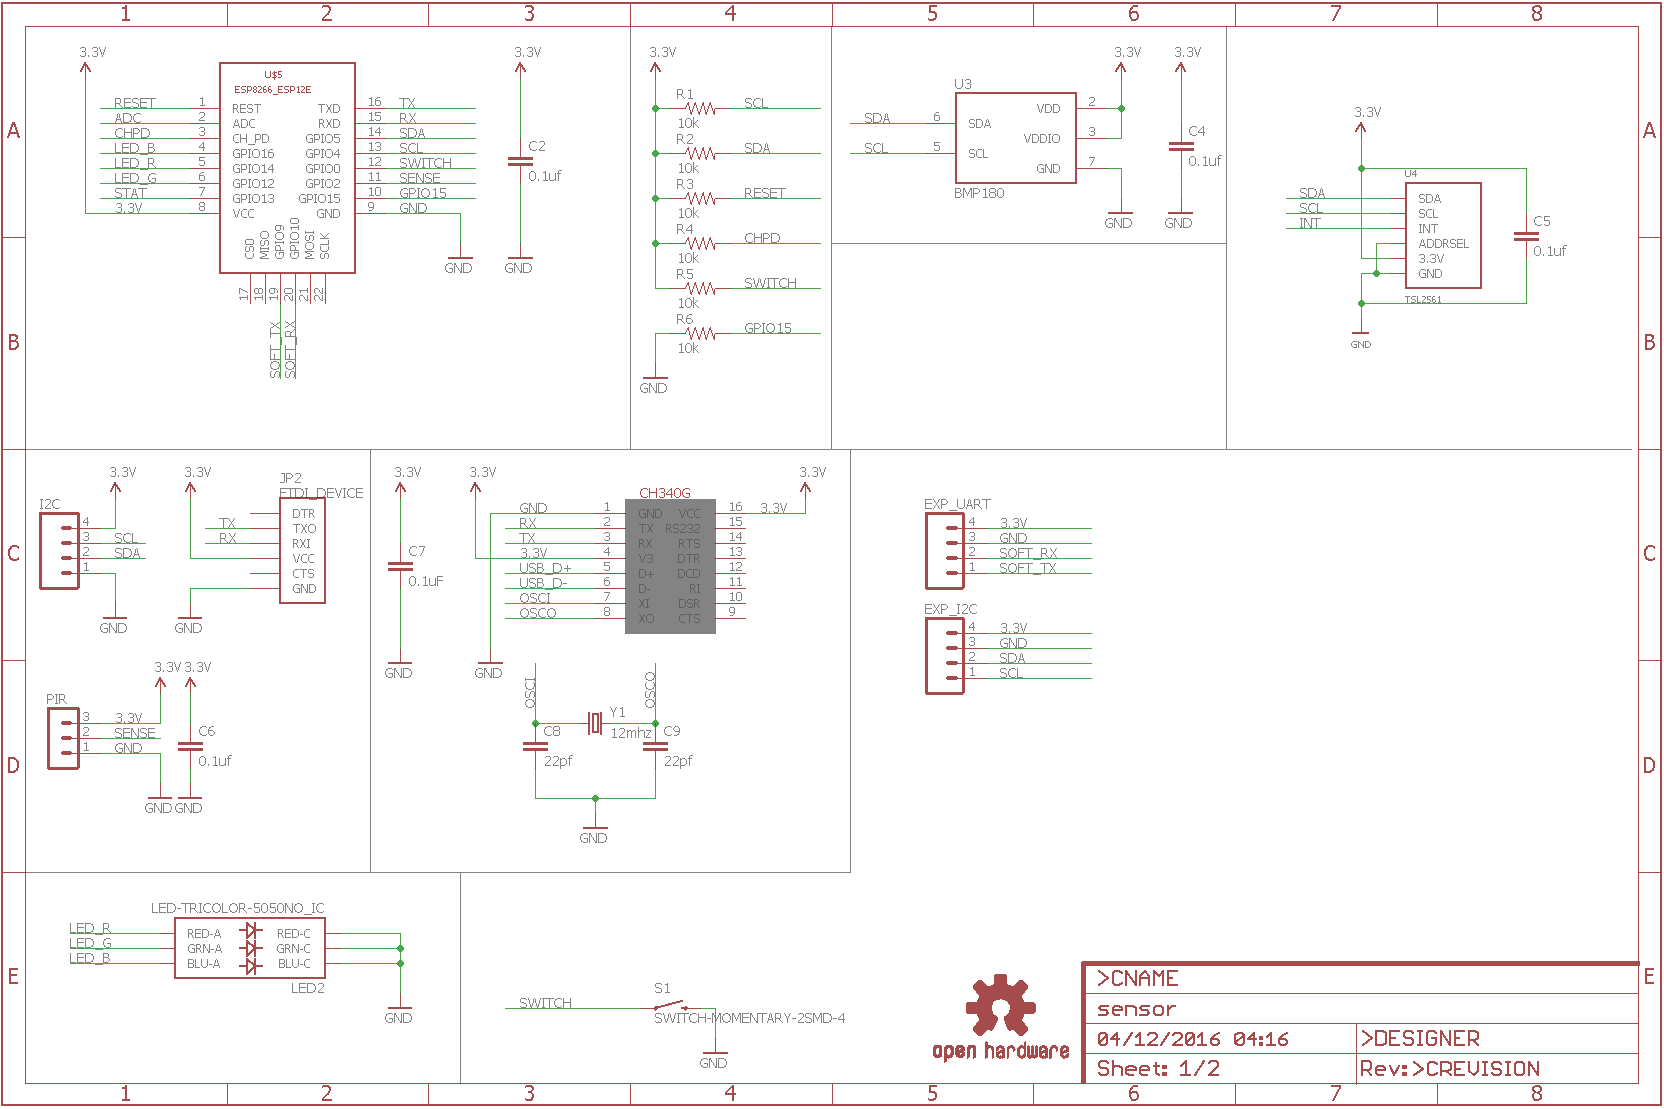 1 2 3 4 5 6 7 8
A
B
C
D
E
A
B
C
D
E
1 2 3 4 5 6 7 8
3.3V
U$5
ESP8266_ESP12E
RESET 1 REST TXD 16 TX
ADC 2 ADC RXD 15 RX
CHPD 3 CH_PD GPIO5 14 SDA
LED_B 4 GPIO16 GPIO4 13 SCL
LED_R 5 GPIO14 GPIO0 12 SWITCH
LED_G 6 GPIO12 GPIO2 11 SENSE
STAT 7 GPIO13 GPIO15 10 GPIO15
3.3V 8 VCC GND 9 GND
CS0 MISO GPIO9 GPIO10 MOSI SCLK
17 18 19 20 21 22
SOFT_TX SOFT_RX
GND
3.3V
C2
0.1uf
GND
3.3V
R1 SCL
10k
R2 SDA
10k
R3 RESET
10k
R4 CHPD
10k
R5 SWITCH
10k
R6 GPIO15
10k
GND
3.3V
U3
SDA 6 SDA VDD 2
VDDIO 3
SCL 5 SCL
GND 7
BMP180
GND
3.3V
C4
0.1uf
GND
3.3V
U4
SDA SDA
SCL SCL
INT INT
ADDRSEL
3.3V
GND
TSL2561
C5
0.1uf
GND
3.3V
I2C
4
3 SCL
2 SDA
1
GND
3.3V
JP2
FTDI_DEVICE
DTR
TX TXO
RX RXI
VCC
CTS
GND
GND
3.3V 3.3V
PIR
3 3.3V
2 SENSE
1 GND
C6
0.1uf
GND GND
3.3V
C7
0.1uF
GND
3.3V
3.3V
CH340G
GND 1 GND VCC 16 3.3V
RX 2 TX RS232 15
TX 3 RX RTS 14
3.3V 4 V3 DTR 13
USB_D+ 5 D+ DCD 12
USB_D- 6 D- RI 11
OSCI 7 XI DSR 10
OSCO 8 XO CTS 9
GND
OSCI OSCO
Y1
12mhz
C8
22pf
C9
22pf
GND
EXP_UART
4 3.3V
3 GND
2 SOFT_RX
1 SOFT_TX
EXP_I2C
4 3.3V
3 GND
2 SDA
1 SCL
LED-TRICOLOR-5050NO_IC
LED_R RED-A RED-C
LED_G GRN-A GRN-C
LED_B BLU-A BLU-C
LED2
GND
SWITCH
S1
SWITCH-MOMENTARY-2SMD-4
GND
open hardware
>CNAME
sensor
04/12/2016 04:16 >DESIGNER
Sheet: 1/2 Rev:>CREVISION